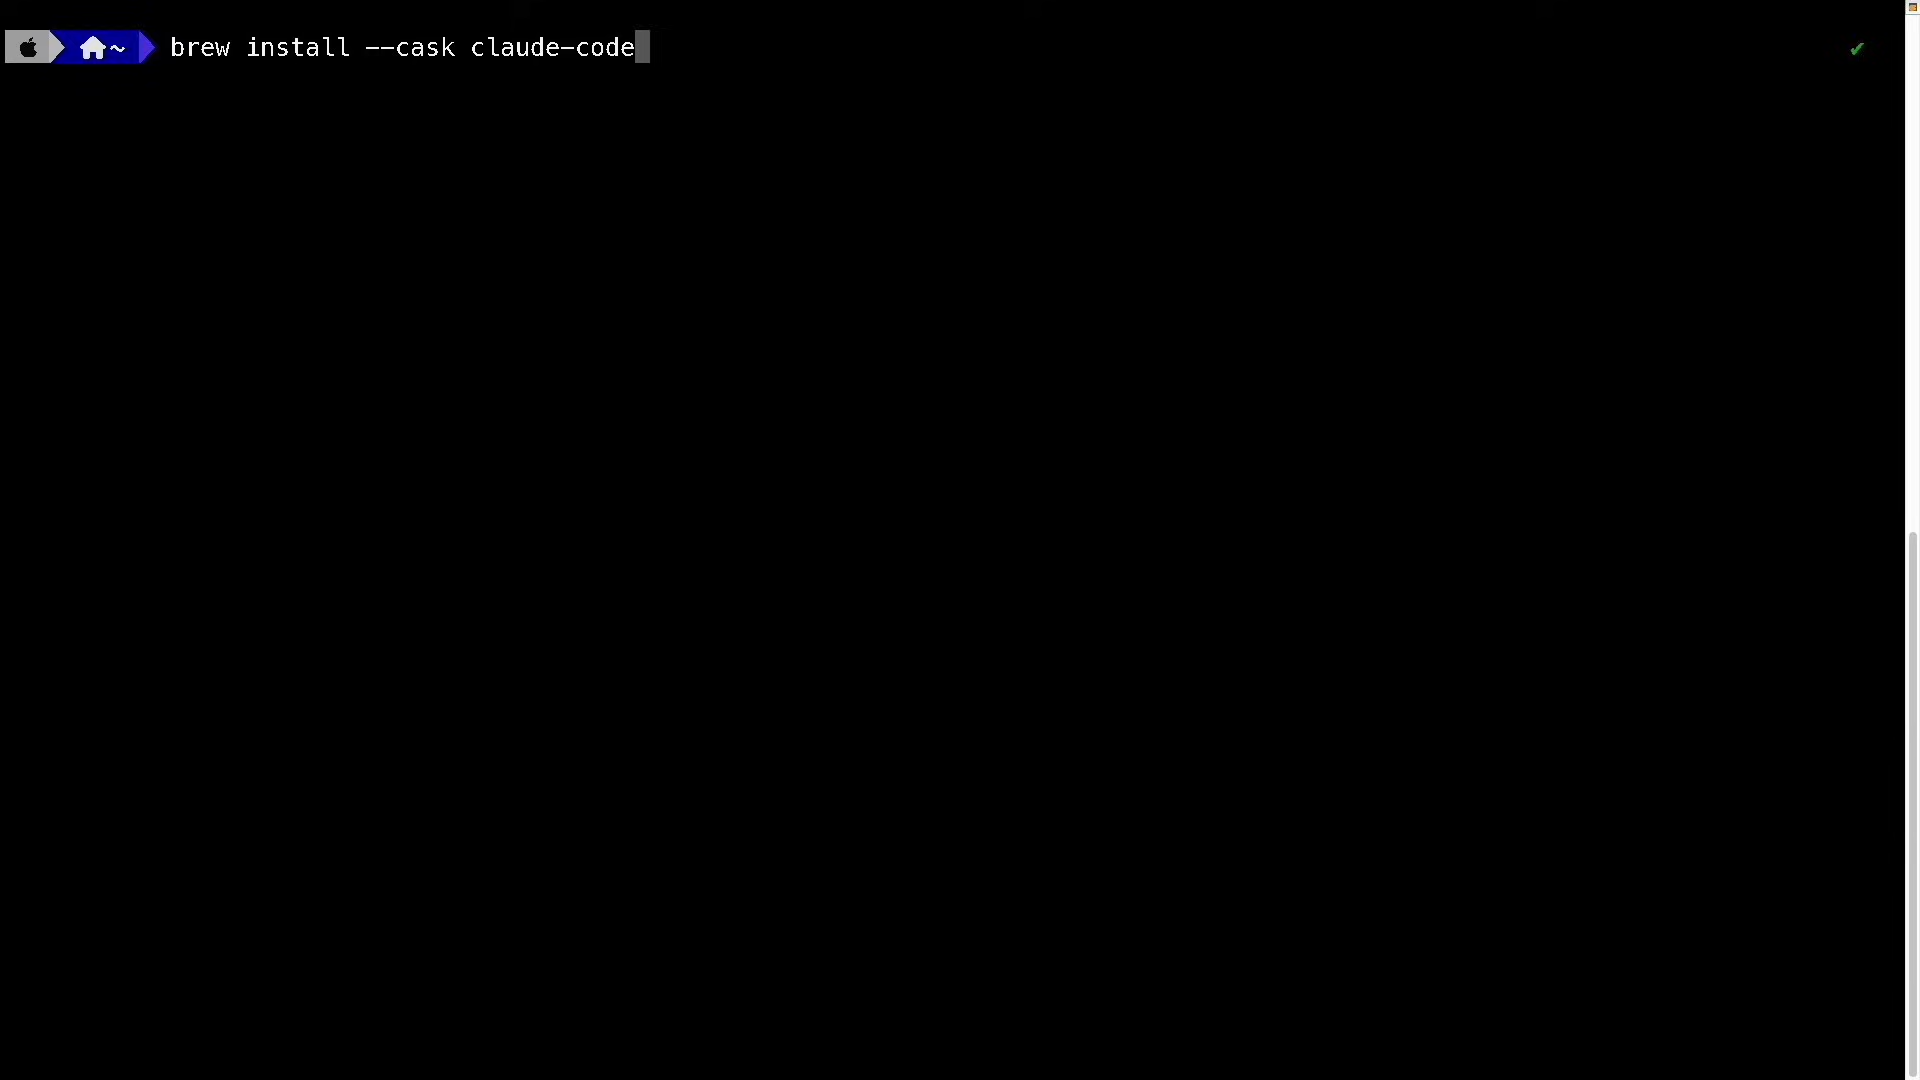 ~ brew install --cask claude-code ✔